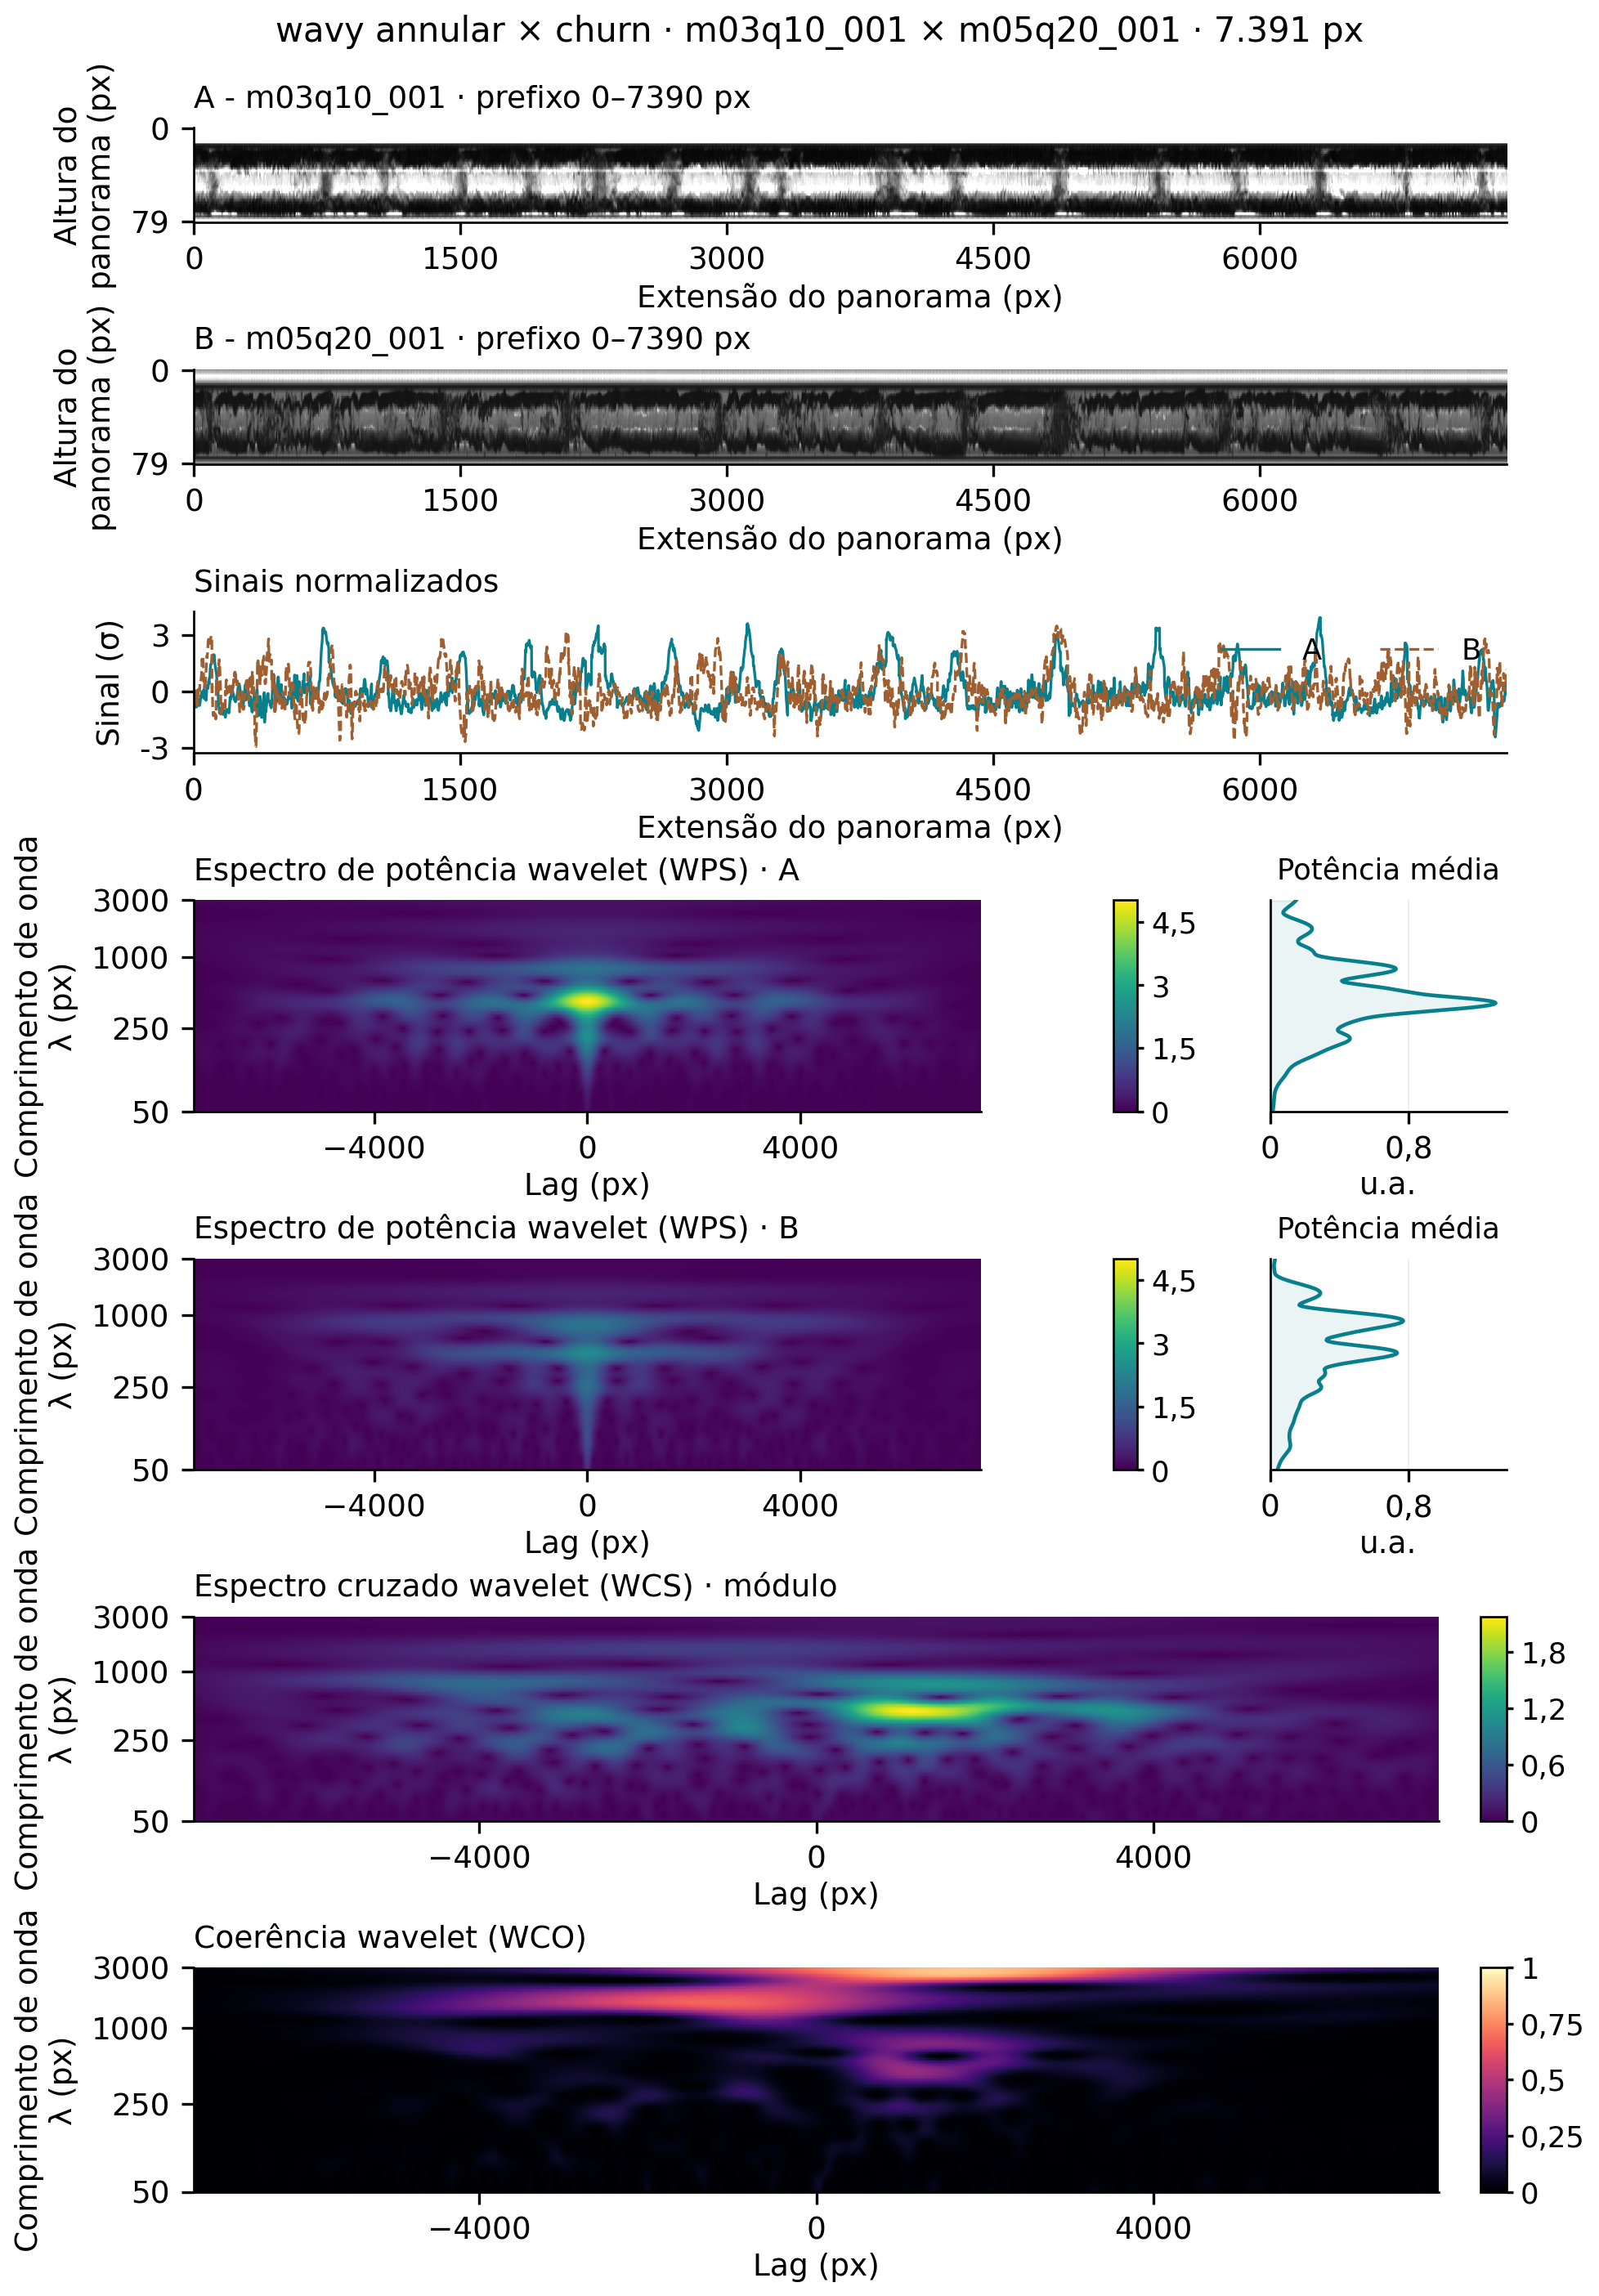 wavy annular × churn · m03q10_001 × m05q20_001 · 7.391 px
A - m03q10_001 · prefixo 0–7390 px
Altura do
panorama (px)
0
79
0 1500 3000 4500 6000
Extensão do panorama (px)
B - m05q20_001 · prefixo 0–7390 px
Altura do
panorama (px)
0
79
0 1500 3000 4500 6000
Extensão do panorama (px)
Sinais normalizados
Sinal (σ)
3
0
-3
A B
0 1500 3000 4500 6000
Extensão do panorama (px)
Espectro de potência wavelet (WPS) · A
Comprimento de onda
λ (px)
3000
1000
250
50
−4000 0 4000
Lag (px)
4,5
3
1,5
0
Potência média
0 0,8
u.a.
Espectro de potência wavelet (WPS) · B
Comprimento de onda
λ (px)
3000
1000
250
50
−4000 0 4000
Lag (px)
4,5
3
1,5
0
Potência média
0 0,8
u.a.
Espectro cruzado wavelet (WCS) · módulo
Comprimento de onda
λ (px)
3000
1000
250
50
−4000 0 4000
Lag (px)
1,8
1,2
0,6
0
Coerência wavelet (WCO)
Comprimento de onda
λ (px)
3000
1000
250
50
−4000 0 4000
Lag (px)
1
0,75
0,5
0,25
0